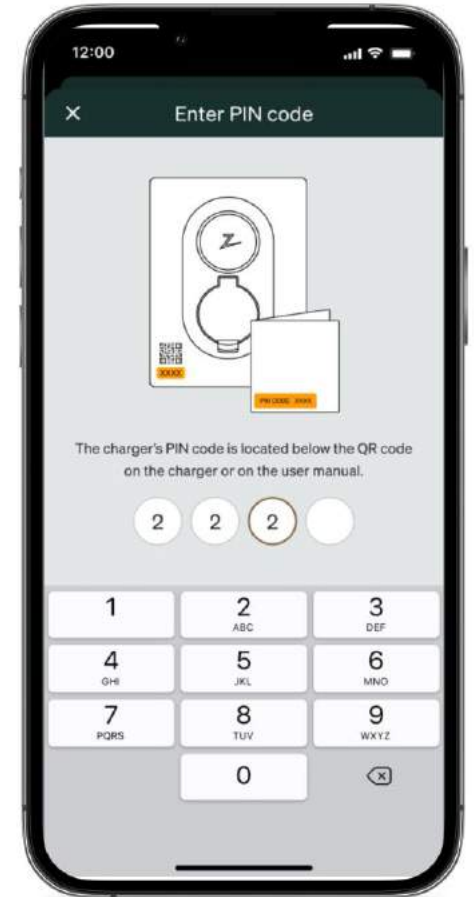 12:00
Enter PIN code
XXXX
PIN CODE XXXX
The charger's PIN code is located below the QR code
on the charger or on the user manual.
2 2 2
1 2 3
ABC DEF
4 5 6
GHI JKL MNO
7 8 9
PQRS TUV WXYZ
0